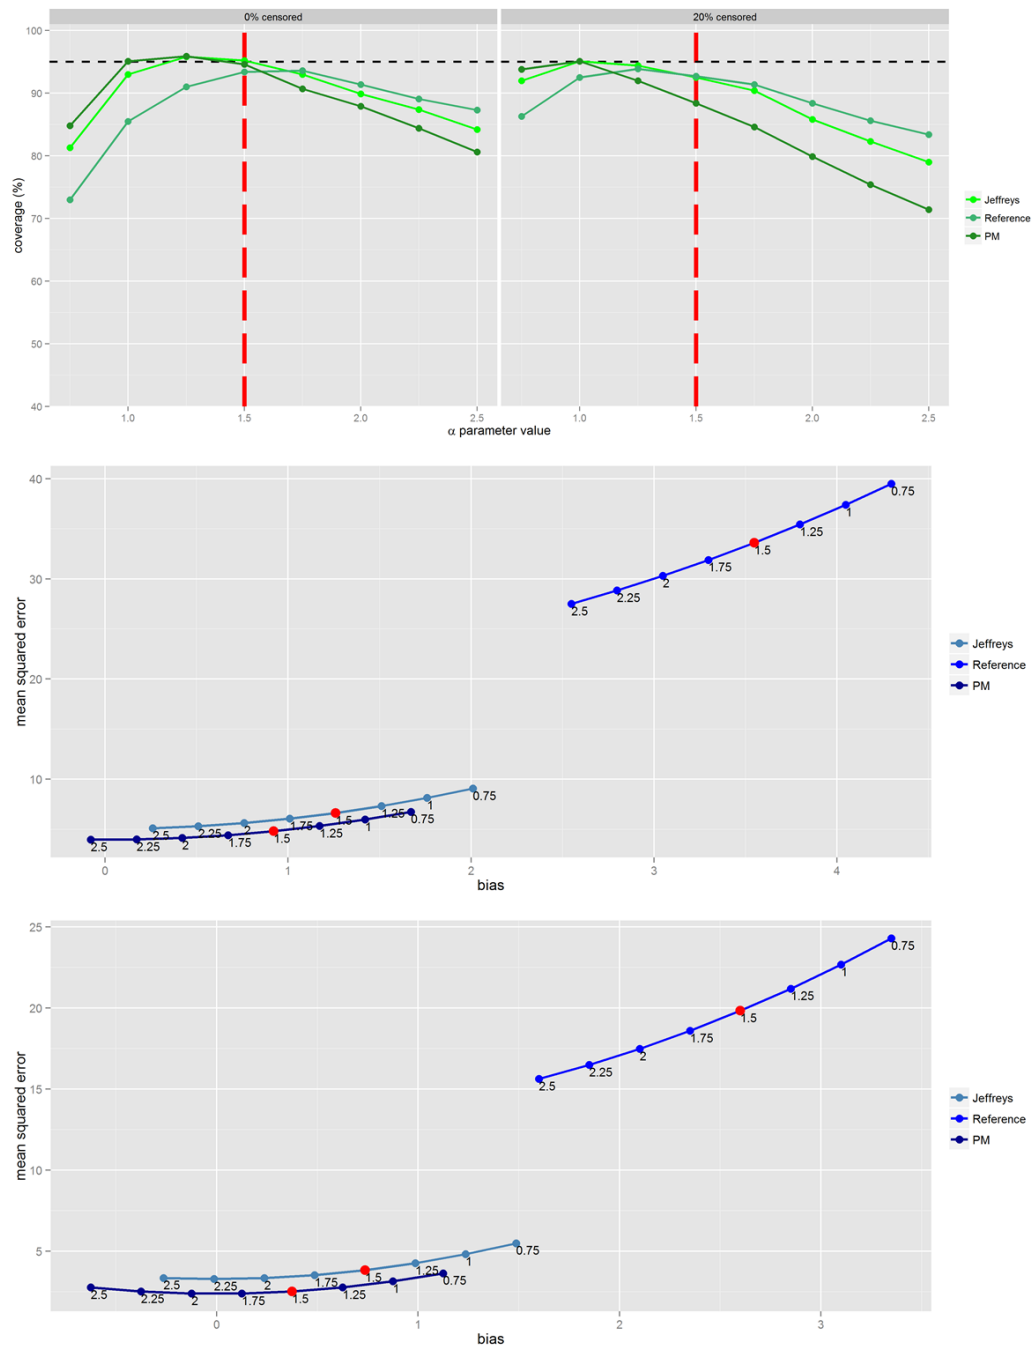 0% censored 20% censored
100
90
80
70
60
50
40
coverage (%)
1.0 1.5 2.0 2.5 1.0 1.5 2.0 2.5
α parameter value
Jeffreys
Reference
PM
40
30
20
10
mean squared error
0.75
1
1.25
1.5
1.75
2
2.25
2.5
2.5 2.25 2 1.75 1.5 1.25 1 0.75
2.5 2.25 2 1.75 1.5 1.25 1 0.75
0 1 2 3 4
bias
Jeffreys
Reference
PM
25
20
15
10
5
mean squared error
0.75
1
1.25
1.5
1.75
2
2.25
2.5
2.5 2.25 2 1.75 1.5 1.25 1 0.75
2.5 2.25 2 1.75 1.5 1.25 1 0.75
0 1 2 3
bias
Jeffreys
Reference
PM